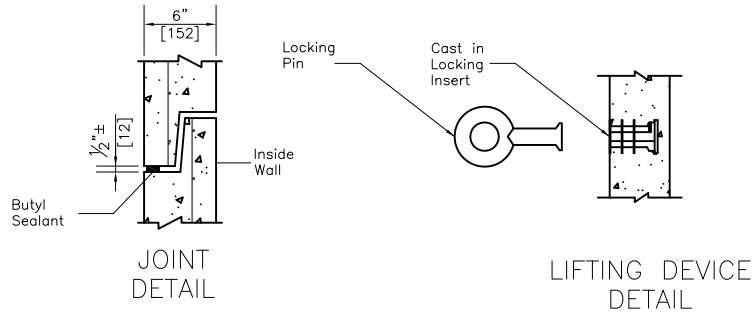 6"
[152]
½"±
[12]
Butyl
Sealant
Inside
Wall
JOINT
DETAIL
Locking
Pin
Cast in
Locking
Insert
LIFTING DEVICE
DETAIL